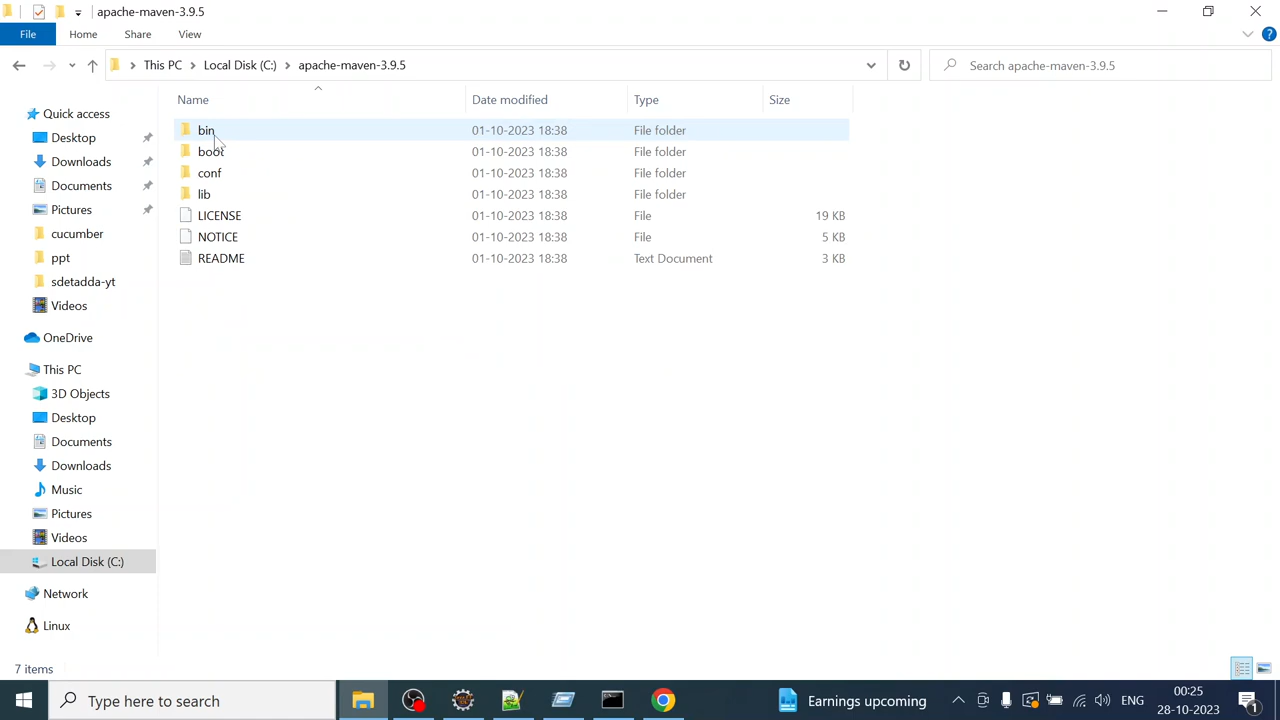 apache-maven-3.9.5
File Home Share View
This PC Local Disk (C:) apache-maven-3.9.5
Search apache-maven-3.9.5
Name Date modified Type Size
bin 01-10-2023 18:38 File folder
boot 01-10-2023 18:38 File folder
conf 01-10-2023 18:38 File folder
lib 01-10-2023 18:38 File folder
LICENSE 01-10-2023 18:38 File 19 KB
NOTICE 01-10-2023 18:38 File 5 KB
README 01-10-2023 18:38 Text Document 3 KB
Quick access
Desktop
Downloads
Documents
Pictures
cucumber
ppt
sdetadda-yt
Videos
OneDrive
This PC
3D Objects
Desktop
Documents
Downloads
Music
Pictures
Videos
Local Disk (C:)
Network
Linux
7 items
Type here to search
Earnings upcoming
ENG
00:25
28-10-2023
1